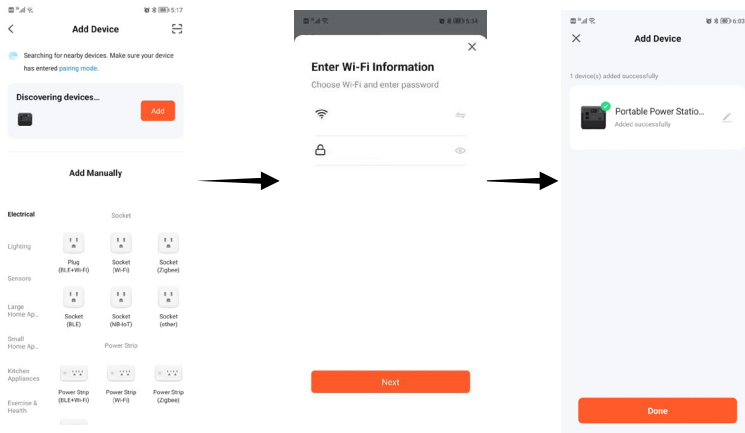 5:17
Add Device
Searching for nearby devices. Make sure your device
has entered pairing mode.
Discovering devices...
Add
Add Manually
Electrical
Socket
Lighting
Plug
(BLE+Wi-Fi)
Socket
(Wi-Fi)
Socket
(Zigbee)
Sensors
Large
Home Ap...
Socket
(BLE)
Socket
(NB-IoT)
Socket
(other)
Small
Home Ap...
Power Strip
Kitchen
Appliances
Power Strip
(BLE+Wi-Fi)
Power Strip
(Wi-Fi)
Power Strip
(Zigbee)
Exercise &
Health
5:34
Enter Wi-Fi Information
Choose Wi-Fi and enter password
Next
6:03
Add Device
1 device(s) added successfully
Portable Power Statio...
Added successfully
Done